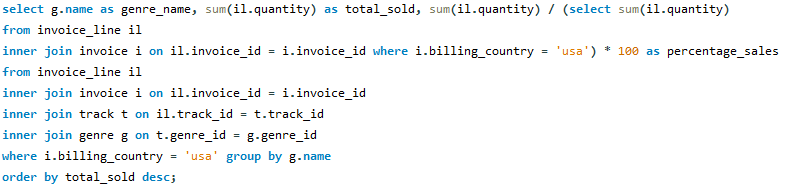 select g.name as genre_name, sum(il.quantity) as total_sold, sum(il.quantity) / (select sum(il.quantity)
from invoice_line il
inner join invoice i on il.invoice_id = i.invoice_id where i.billing_country = 'usa') * 100 as percentage_sales
from invoice_line il
inner join invoice i on il.invoice_id = i.invoice_id
inner join track t on il.track_id = t.track_id
inner join genre g on t.genre_id = g.genre_id
where i.billing_country = 'usa' group by g.name
order by total_sold desc;